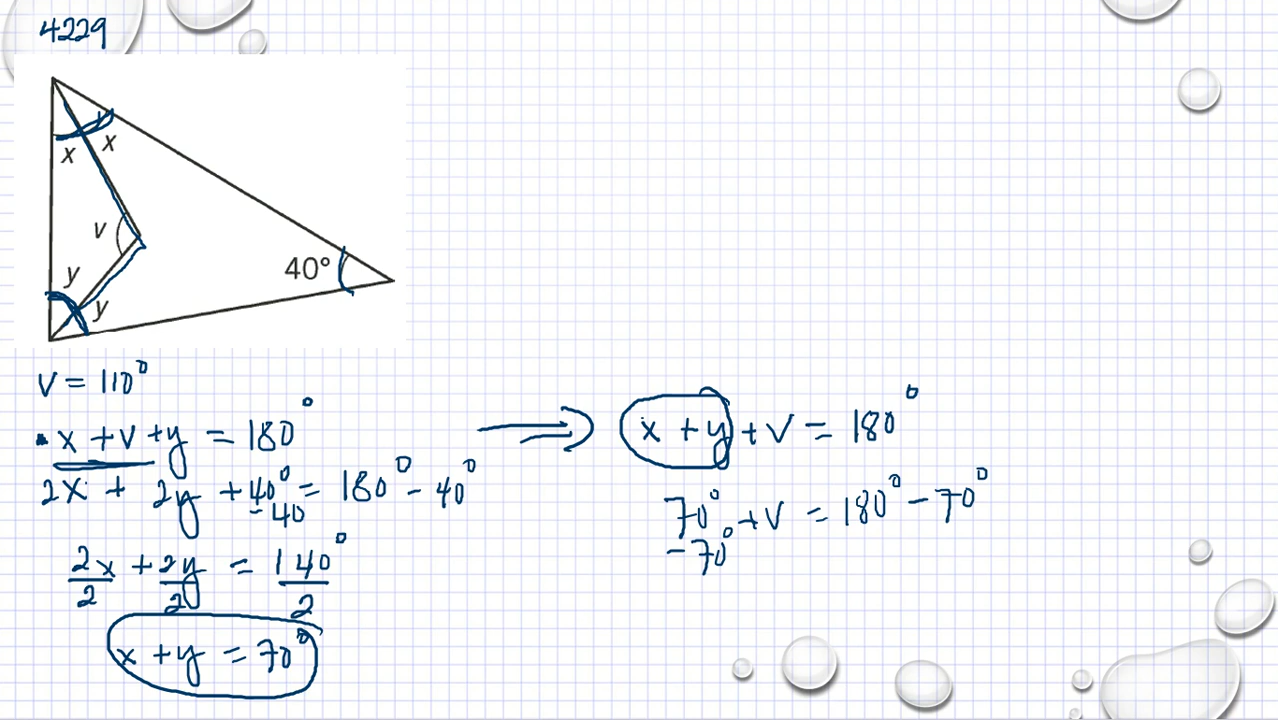 4229
x x
v
y
y
40°
v = 110°
x + v + y = 180°
2x + 2y + 40° = 180° - 40°
-40
2x/2 + 2y/2 = 140°/2
x + y = 70°
x + y + v = 180°
70° + v = 180° - 70°
-70°